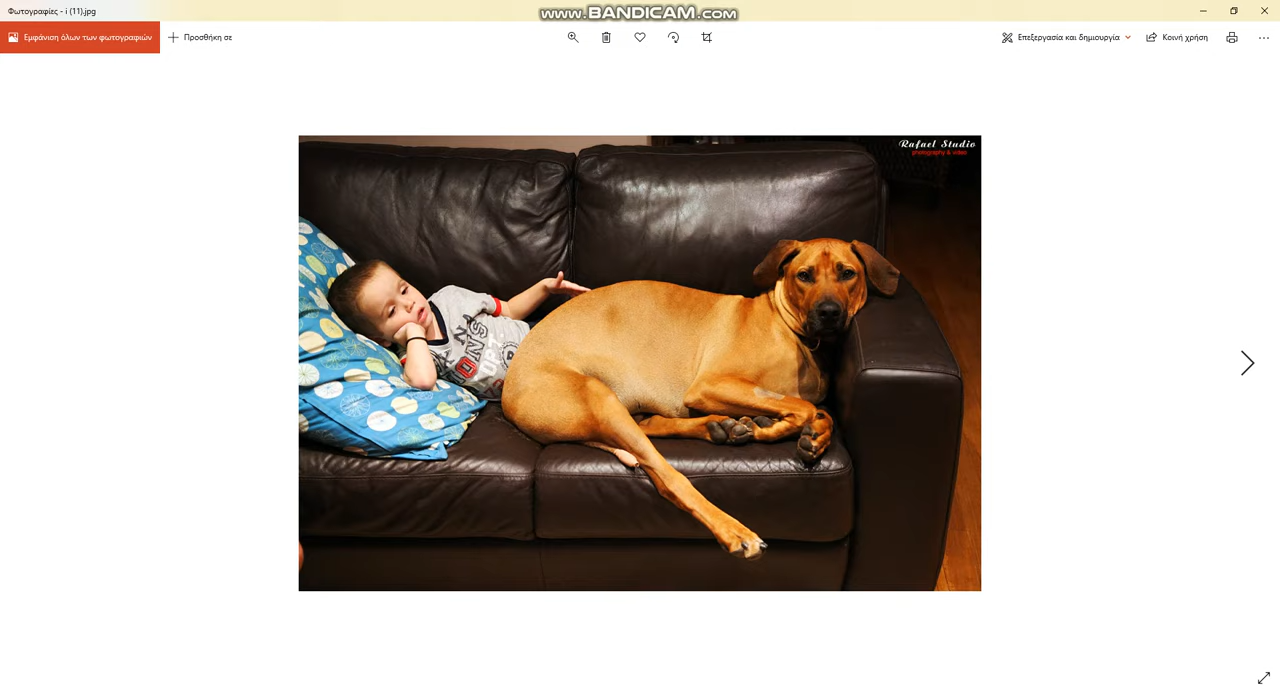 Φωτογραφίες - i (11).jpg
www.BANDICAM.com
Εμφάνιση όλων των φωτογραφιών
Προσθήκη σε
Επεξεργασία και δημιουργία
Κοινή χρήση
Rafael Studio
photography & video